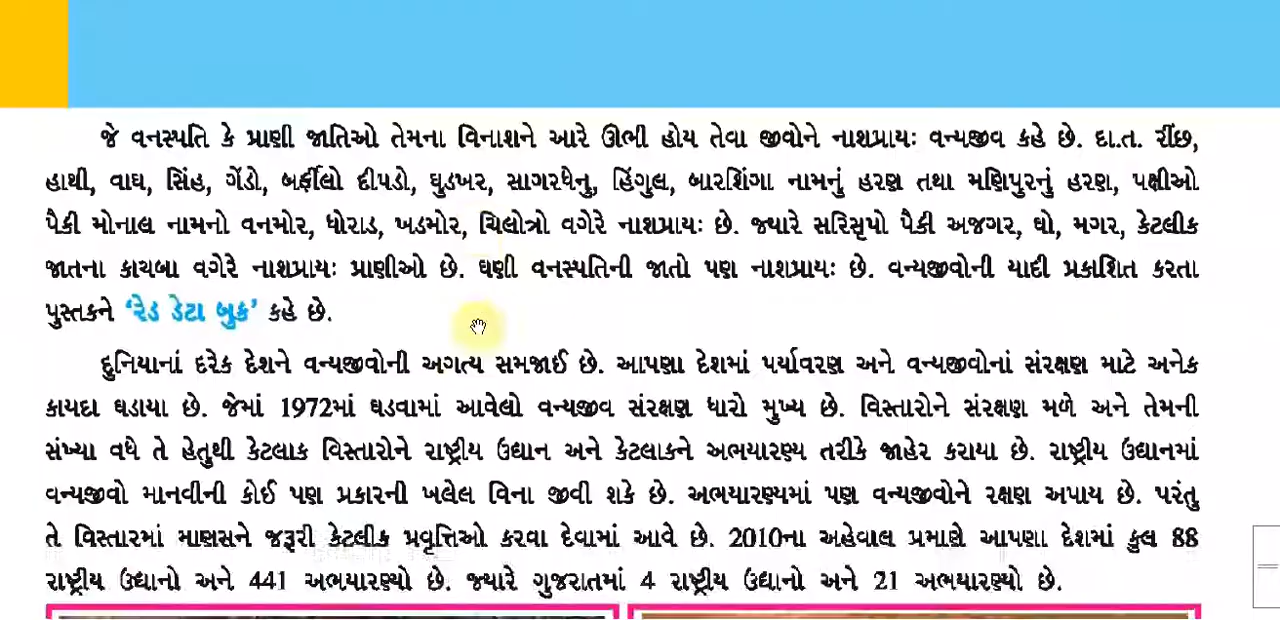 જે વનસ્પતિ કે પ્રાણી જાતિઓ તેમના વિનાશને આરે ઊભી હોય તેવા જીવોને નાશપ્રાયઃ વન્યજીવ કહે છે. દા.ત. રીંછ,
હાથી, વાઘ, સિંહ, ગેંડો, બર્ફીલો દીપડો, ઘુડખર, સાગરધેનુ, હિંગુલ, બારશિંગા નામનું હરણ તથા મણિપુરનું હરણ, પક્ષીઓ
પૈકી મોનાલ નામનો વનમોર, ધોરાડ, ખડમોર, ચિલોત્રો વગેરે નાશપ્રાયઃ છે. જ્યારે સરિસૃપો પૈકી અજગર, ઘો, મગર, કેટલીક
જાતના કાચબા વગેરે નાશપ્રાયઃ પ્રાણીઓ છે. ઘણી વનસ્પતિની જાતો પણ નાશપ્રાયઃ છે. વન્યજીવોની યાદી પ્રકાશિત કરતા
પુસ્તકને ‘રેડ ડેટા બુક’ કહે છે.
દુનિયાનાં દરેક દેશને વન્યજીવોની અગત્ય સમજાઈ છે. આપણા દેશમાં પર્યાવરણ અને વન્યજીવોનાં સંરક્ષણ માટે અનેક
કાયદા ઘડાયા છે. જેમાં 1972માં ઘડવામાં આવેલો વન્યજીવ સંરક્ષણ ધારો મુખ્ય છે. વિસ્તારોને સંરક્ષણ મળે અને તેમની
સંખ્યા વધે તે હેતુથી કેટલાક વિસ્તારોને રાષ્ટ્રીય ઉદ્યાન અને કેટલાકને અભયારણ્ય તરીકે જાહેર કરાયા છે. રાષ્ટ્રીય ઉદ્યાનમાં
વન્યજીવો માનવીની કોઈ પણ પ્રકારની ખલેલ વિના જીવી શકે છે. અભયારણ્યમાં પણ વન્યજીવોને રક્ષણ અપાય છે. પરંતુ
તે વિસ્તારમાં માણસને જરૂરી કેટલીક પ્રવૃત્તિઓ કરવા દેવામાં આવે છે. 2010ના અહેવાલ પ્રમાણે આપણા દેશમાં કુલ 88
રાષ્ટ્રીય ઉદ્યાનો અને 441 અભયારણ્યો છે. જ્યારે ગુજરાતમાં 4 રાષ્ટ્રીય ઉદ્યાનો અને 21 અભયારણ્યો છે.